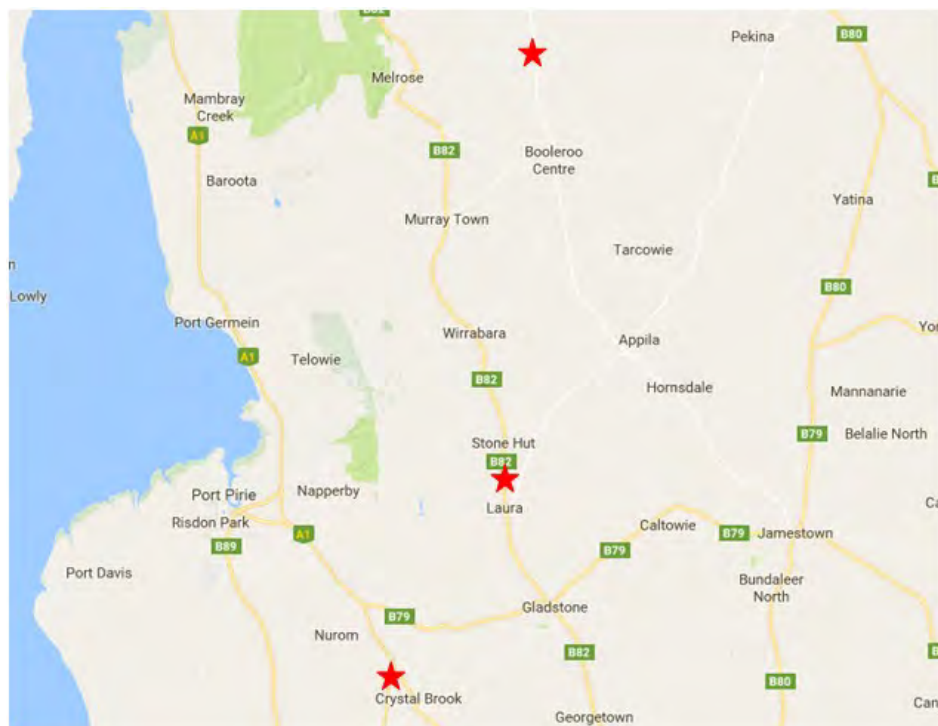 B82
B80
Pekina
Melrose
Mambray
Creek
A1
B82
Booleroo
Centre
Baroota
Yatina
Murray Town
Tarcowie
Lowly
B80
Port Germein
Wirrabara
Appila
A1
Telowie
B82
Hornsdale
Mannanarie
Stone Hut
B79
Belalie North
B82
Napperby
Port Pirie
Laura
Risdon Park
Caltowie
A1
B79
Jamestown
B89
B79
Port Davis
Bundaleer
North
Gladstone
B79
Nurom
B82
B80
Crystal Brook
Georgetown